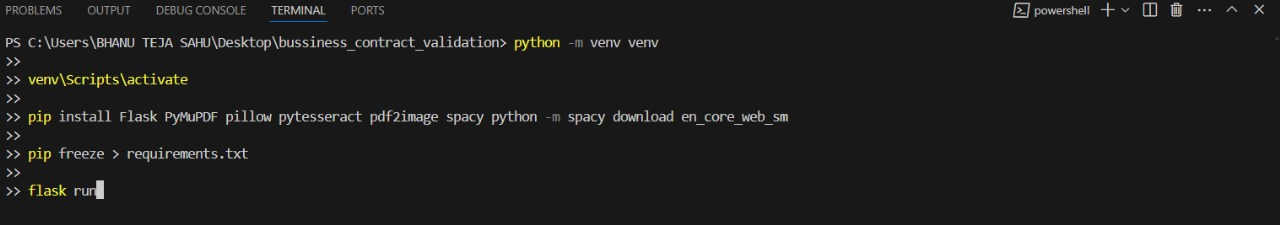 PROBLEMS OUTPUT DEBUG CONSOLE TERMINAL PORTS powershell
PS C:\Users\BHANU TEJA SAHU\Desktop\bussiness_contract_validation> python -m venv venv
>>
>> venv\Scripts\activate
>>
>> pip install Flask PyMuPDF pillow pytesseract pdf2image spacy python -m spacy download en_core_web_sm
>>
>> pip freeze > requirements.txt
>>
>> flask run